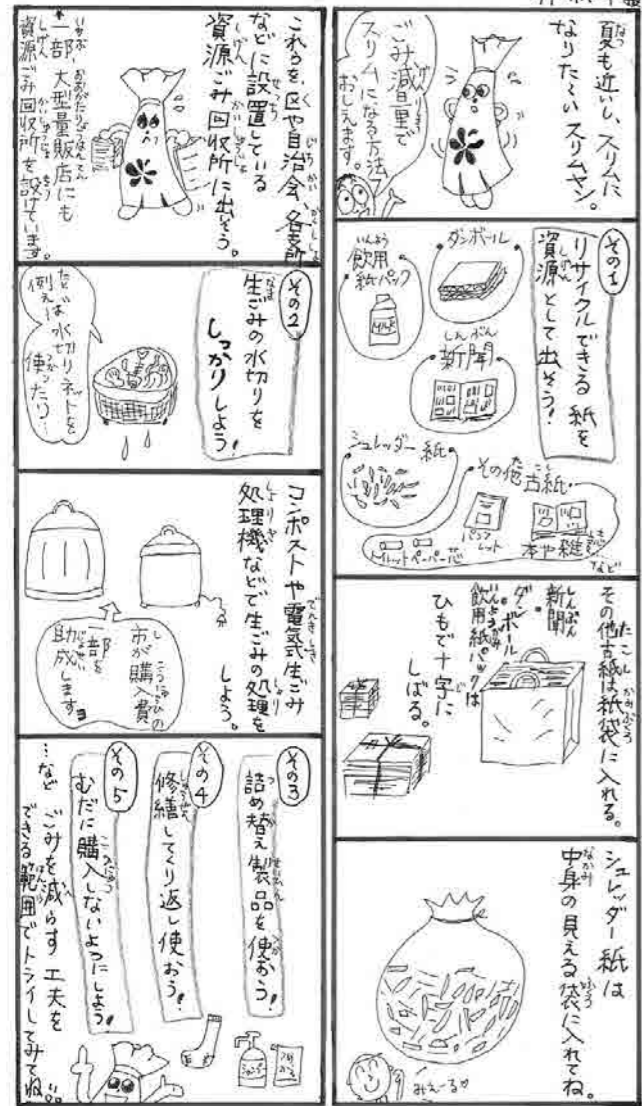 夏も近いし、スリムに
なりたい スリムヤン。
ごみ減量で
スリムになる方法
おしえます。
その1
リサイクルできる 紙を
資源として出そう!
ダンボール
飲用
紙パック
MILK
新聞
シュレッダー 紙
その他古紙
本や雑誌
パンフレット
トイレットペーパー芯
など
その他古紙は紙袋に入れる。
新聞・
ダンボール・
飲用紙パックは
ひもで十字に
しばる。
シュレッダー 紙は
中身の見える袋に入れてね。
みえーる♡
これらを、区や自治会、各支所
などに設置している
資源ごみ回収所に出そう。
*一部、大型量販店にも
資源ごみ回収所を設けています。
その2
生ごみの水切りを
しっかりしよう!
例えば 水切りネットを
使ったり…
コンポストや電気式生ごみ
処理機などで生ごみの処理を
しよう。
市が購入費の
一部を
助成します
その3
詰め替え製品を使おう!
その4
修繕してくり返し使おう!
その5
むだに購入しないようにしよう!
シャンプー
つめかえ
…など
ごみを減らす 工夫を
できる範囲でトライしてみてね